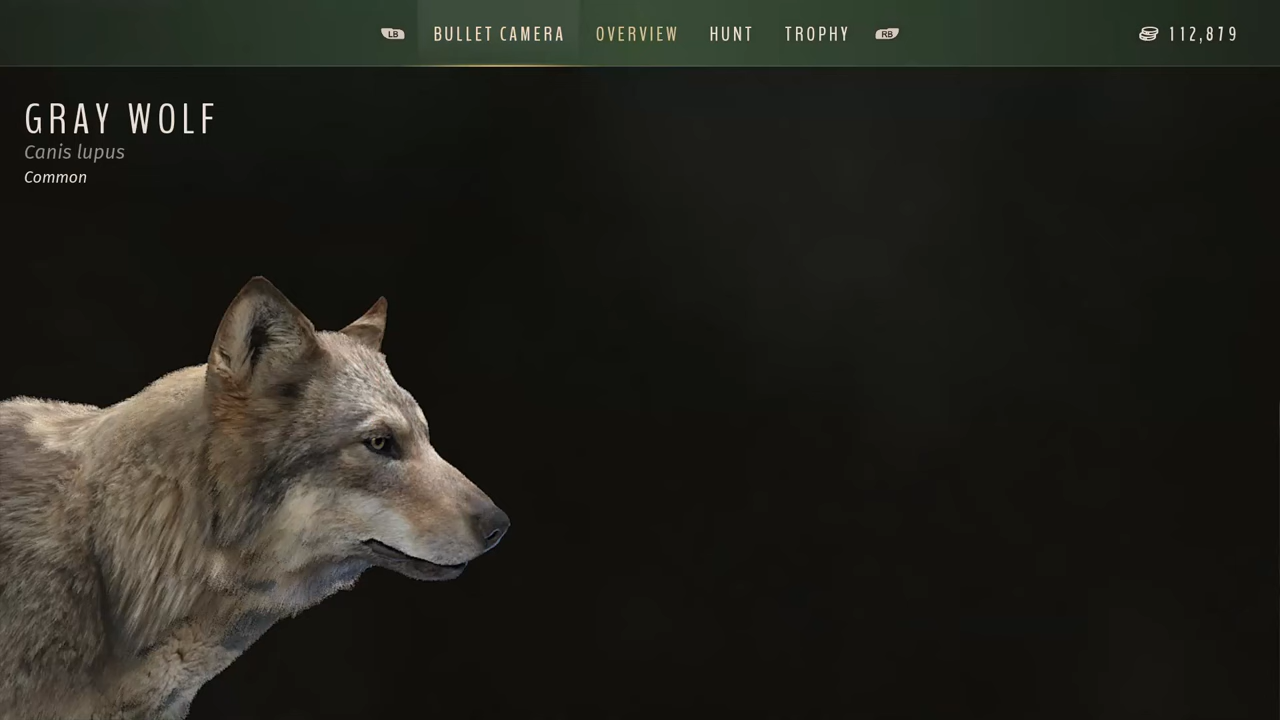 LB BULLET CAMERA OVERVIEW HUNT TROPHY RB 112,879
GRAY WOLF
Canis lupus
Common